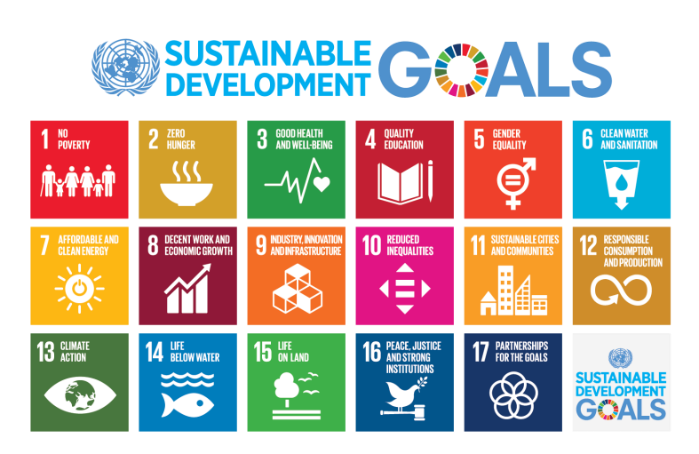 SUSTAINABLE
DEVELOPMENT
GOALS
1 NO
POVERTY
2 ZERO
HUNGER
3 GOOD HEALTH
AND WELL-BEING
4 QUALITY
EDUCATION
5 GENDER
EQUALITY
6 CLEAN WATER
AND SANITATION
7 AFFORDABLE AND
CLEAN ENERGY
8 DECENT WORK AND
ECONOMIC GROWTH
9 INDUSTRY, INNOVATION
AND INFRASTRUCTURE
10 REDUCED
INEQUALITIES
11 SUSTAINABLE CITIES
AND COMMUNITIES
12 RESPONSIBLE
CONSUMPTION
AND PRODUCTION
13 CLIMATE
ACTION
14 LIFE
BELOW WATER
15 LIFE
ON LAND
16 PEACE, JUSTICE
AND STRONG
INSTITUTIONS
17 PARTNERSHIPS
FOR THE GOALS
SUSTAINABLE
DEVELOPMENT
GOALS